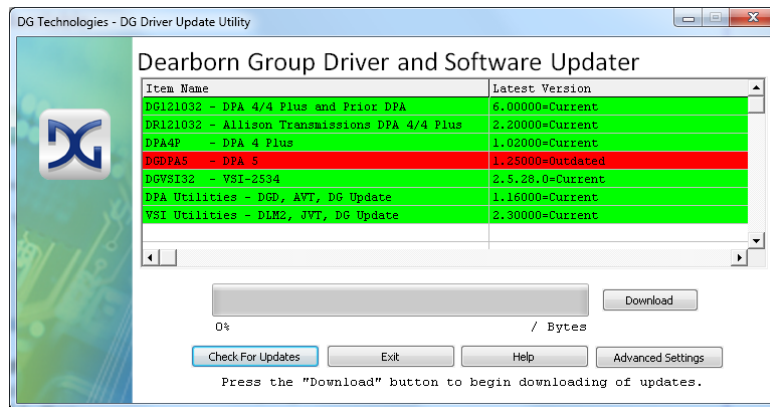 DG Technologies - DG Driver Update Utility
Dearborn Group Driver and Software Updater
Item Name Latest Version
DG121032 - DPA 4/4 Plus and Prior DPA 6.00000=Current
DR121032 - Allison Transmissions DPA 4/4 Plus 2.20000=Current
DPA4P - DPA 4 Plus 1.02000=Current
DGDPA5 - DPA 5 1.25000=Outdated
DGVSI32 - VSI-2534 2.5.28.0=Current
DPA Utilities - DGD, AVT, DG Update 1.16000=Current
VSI Utilities - DLM2, JVT, DG Update 2.30000=Current
DG
Download
0% / Bytes
Check For Updates Exit Help Advanced Settings
Press the "Download" button to begin downloading of updates.